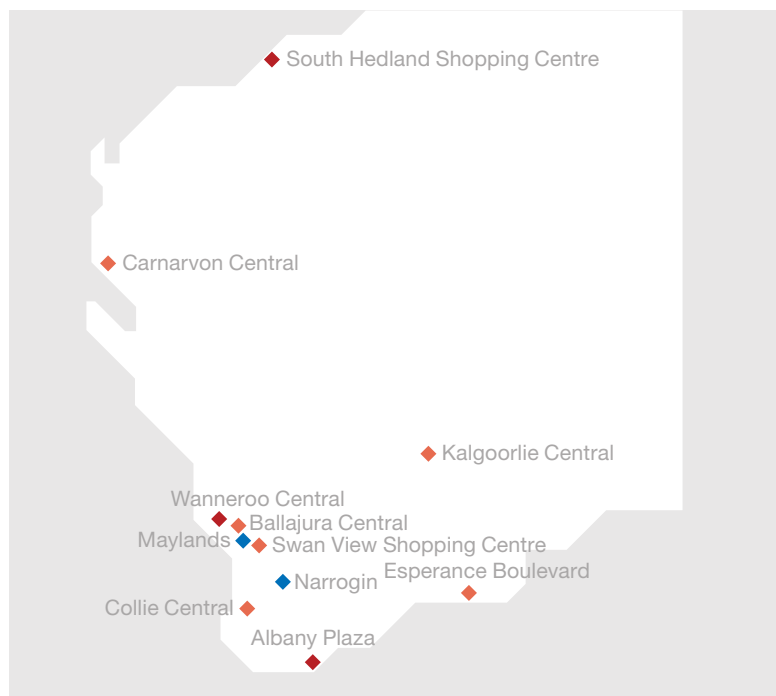 South Hedland Shopping Centre
Carnarvon Central
Kalgoorlie Central
Wanneroo Central
Ballajura Central
Maylands
Swan View Shopping Centre
Esperance Boulevard
Narrogin
Collie Central
Albany Plaza